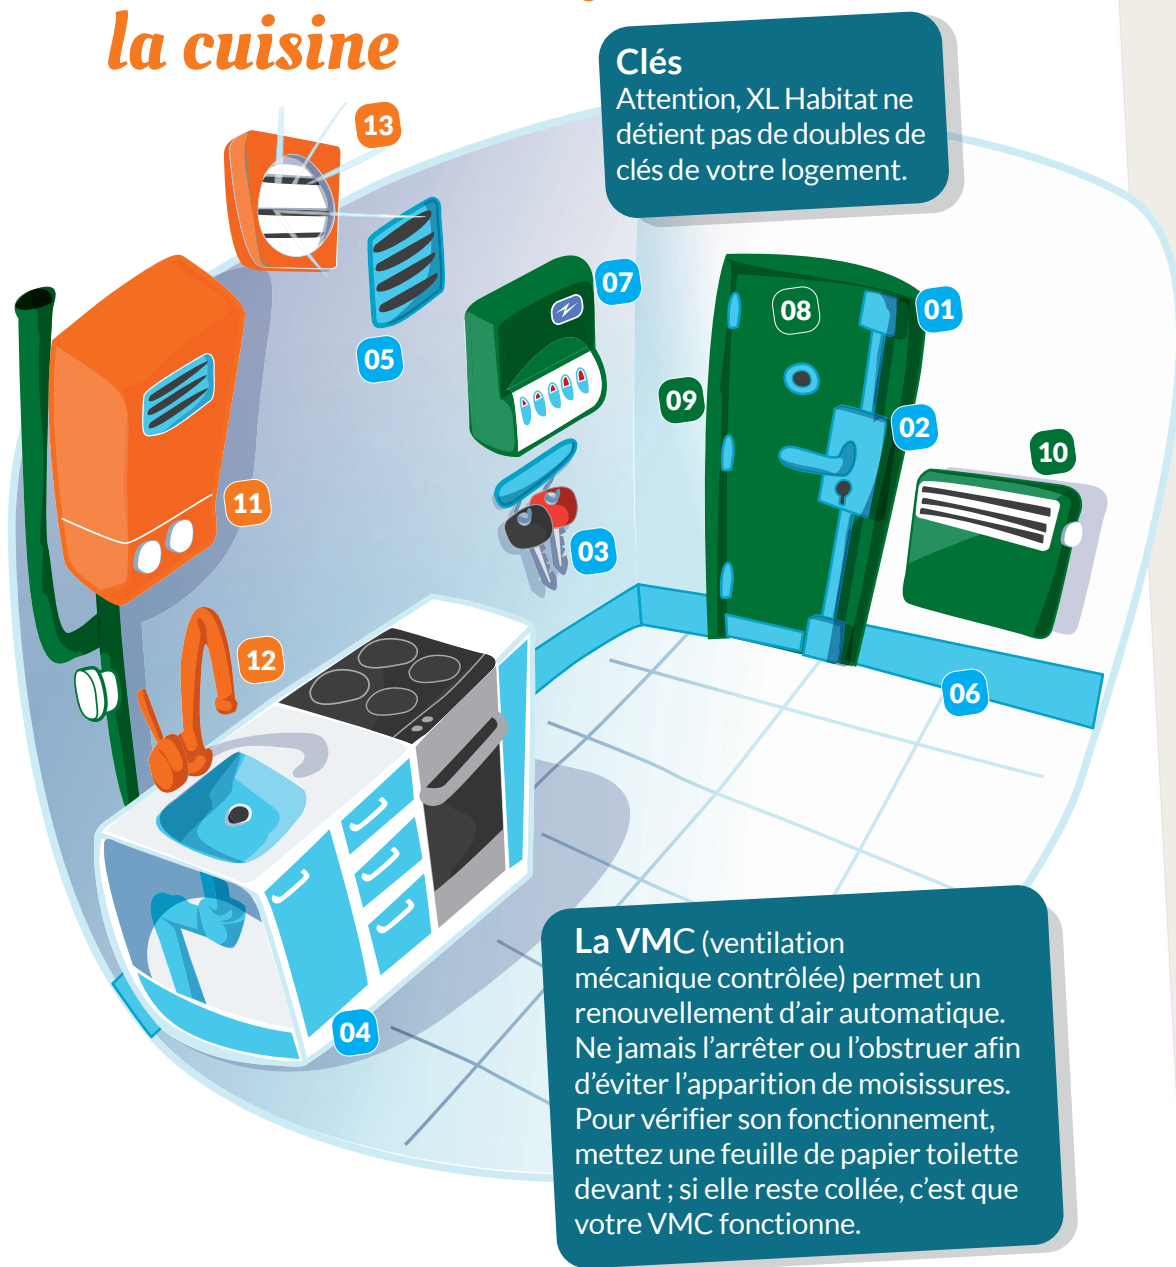 la cuisine
Clés
Attention, XL Habitat ne
détient pas de doubles de
clés de votre logement.
13
07
01
08
05
09
02
10
11
03
12
06
04
La VMC (ventilation
mécanique contrôlée) permet un
renouvellement d’air automatique.
Ne jamais l’arrêter ou l’obstruer afin
d’éviter l’apparition de moisissures.
Pour vérifier son fonctionnement,
mettez une feuille de papier toilette
devant ; si elle reste collée, c’est que
votre VMC fonctionne.